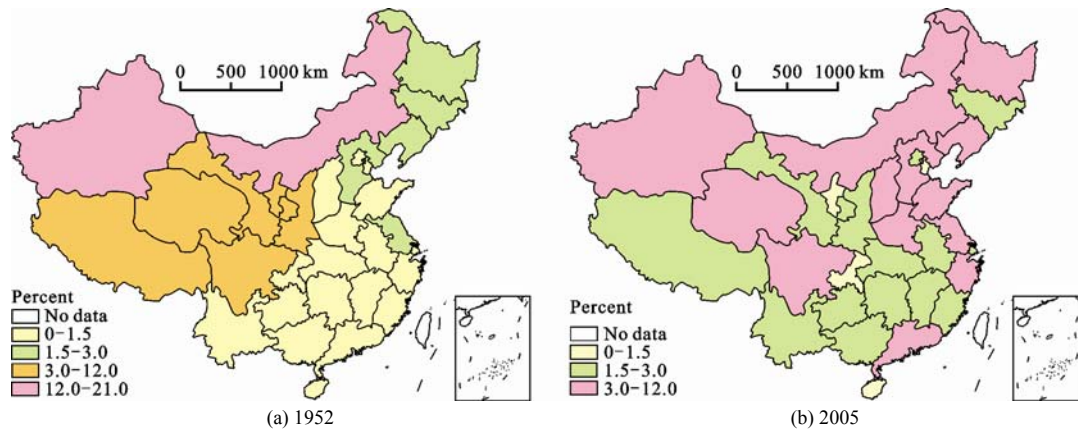 0 500 1000 km
Percent
No data
0-1.5
1.5-3.0
3.0-12.0
12.0-21.0
(a) 1952
0 500 1000 km
Percent
No data
0-1.5
1.5-3.0
3.0-12.0
(b) 2005